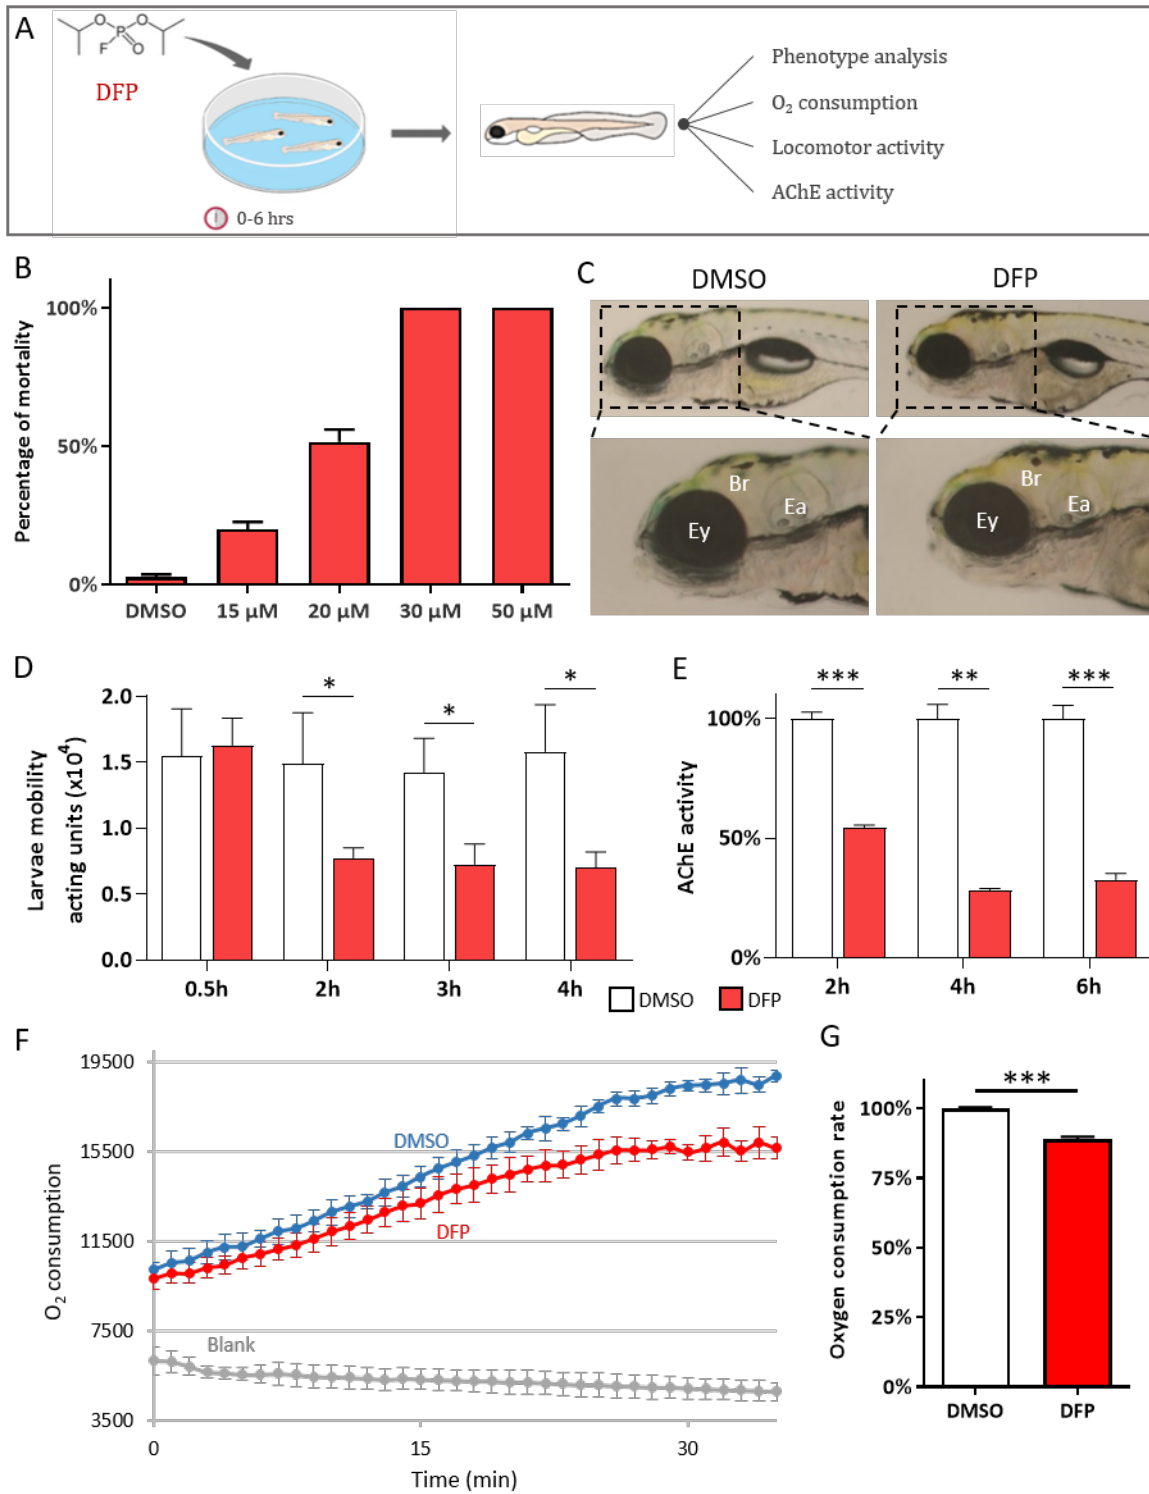 A
O
O
P
F
O
DFP
0-6 hrs
Phenotype analysis
O₂ consumption
Locomotor activity
AChE activity
B
Percentage of mortality
100%
50%
0%
DMSO
15 µM
20 µM
30 µM
50 µM
C
DMSO
DFP
Br
Ea
Ey
Br
Ea
Ey
D
Larvae mobility
acting units (x10⁴)
2.0
1.5
1.0
0.5
0.0
*
*
*
0.5h
2h
3h
4h
E
AChE activity
100%
50%
0%
***
**
***
2h
4h
6h
DMSO
DFP
F
O₂ consumption
19500
15500
11500
7500
3500
DMSO
DFP
Blank
0
15
30
Time (min)
G
Oxygen consumption rate
100%
75%
50%
25%
0%
***
DMSO
DFP